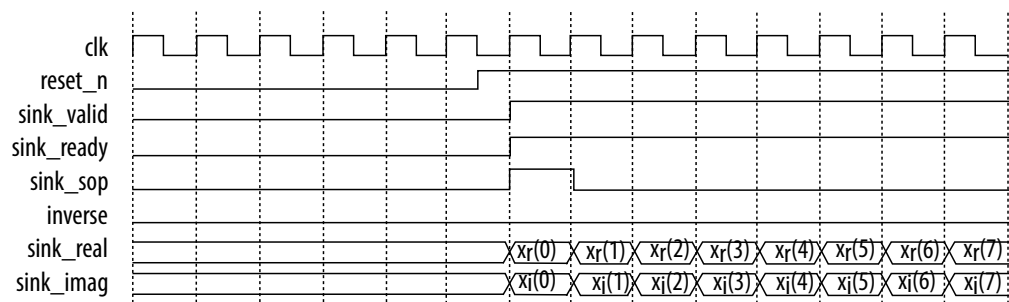 clk
reset_n
sink_valid
sink_ready
sink_sop
inverse
sink_real xr(0) xr(1) xr(2) xr(3) xr(4) xr(5) xr(6) xr(7)
sink_imag xi(0) xi(1) xi(2) xi(3) xi(4) xi(5) xi(6) xi(7)